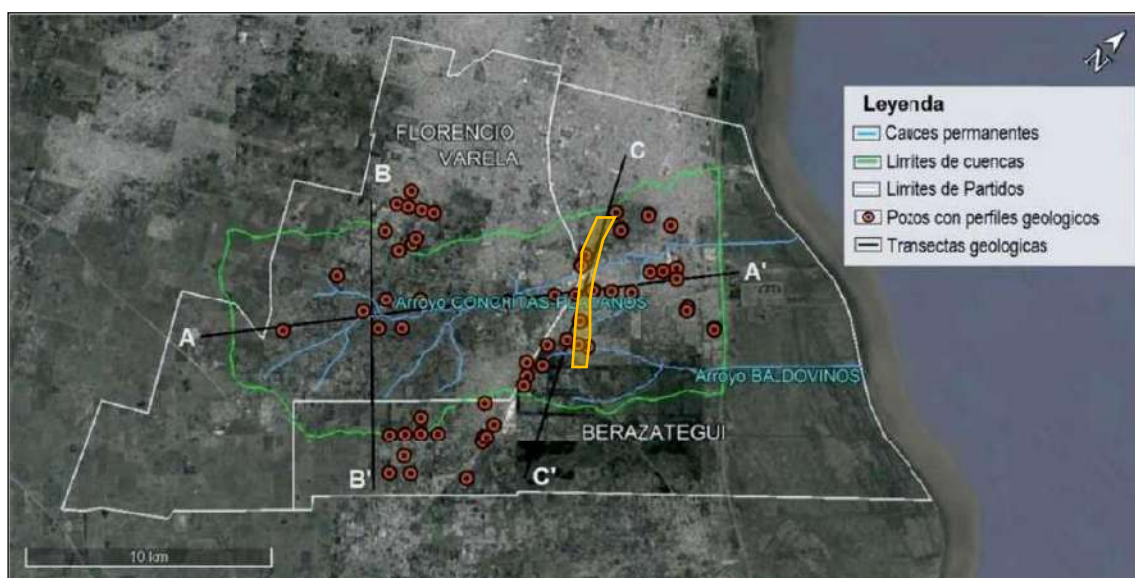 N
Leyenda
Cauces permanentes
Limites de cuencas
Limites de Partidos
Pozos con perfiles geologicos
Transectas geologicas
FLORENCIO
VARELA
C
B
A'
Arroyo CONCHITAS-PLATANOS
A
Arroyo BALDOVINOS
BERAZATEGUI
B'
C'
10 km